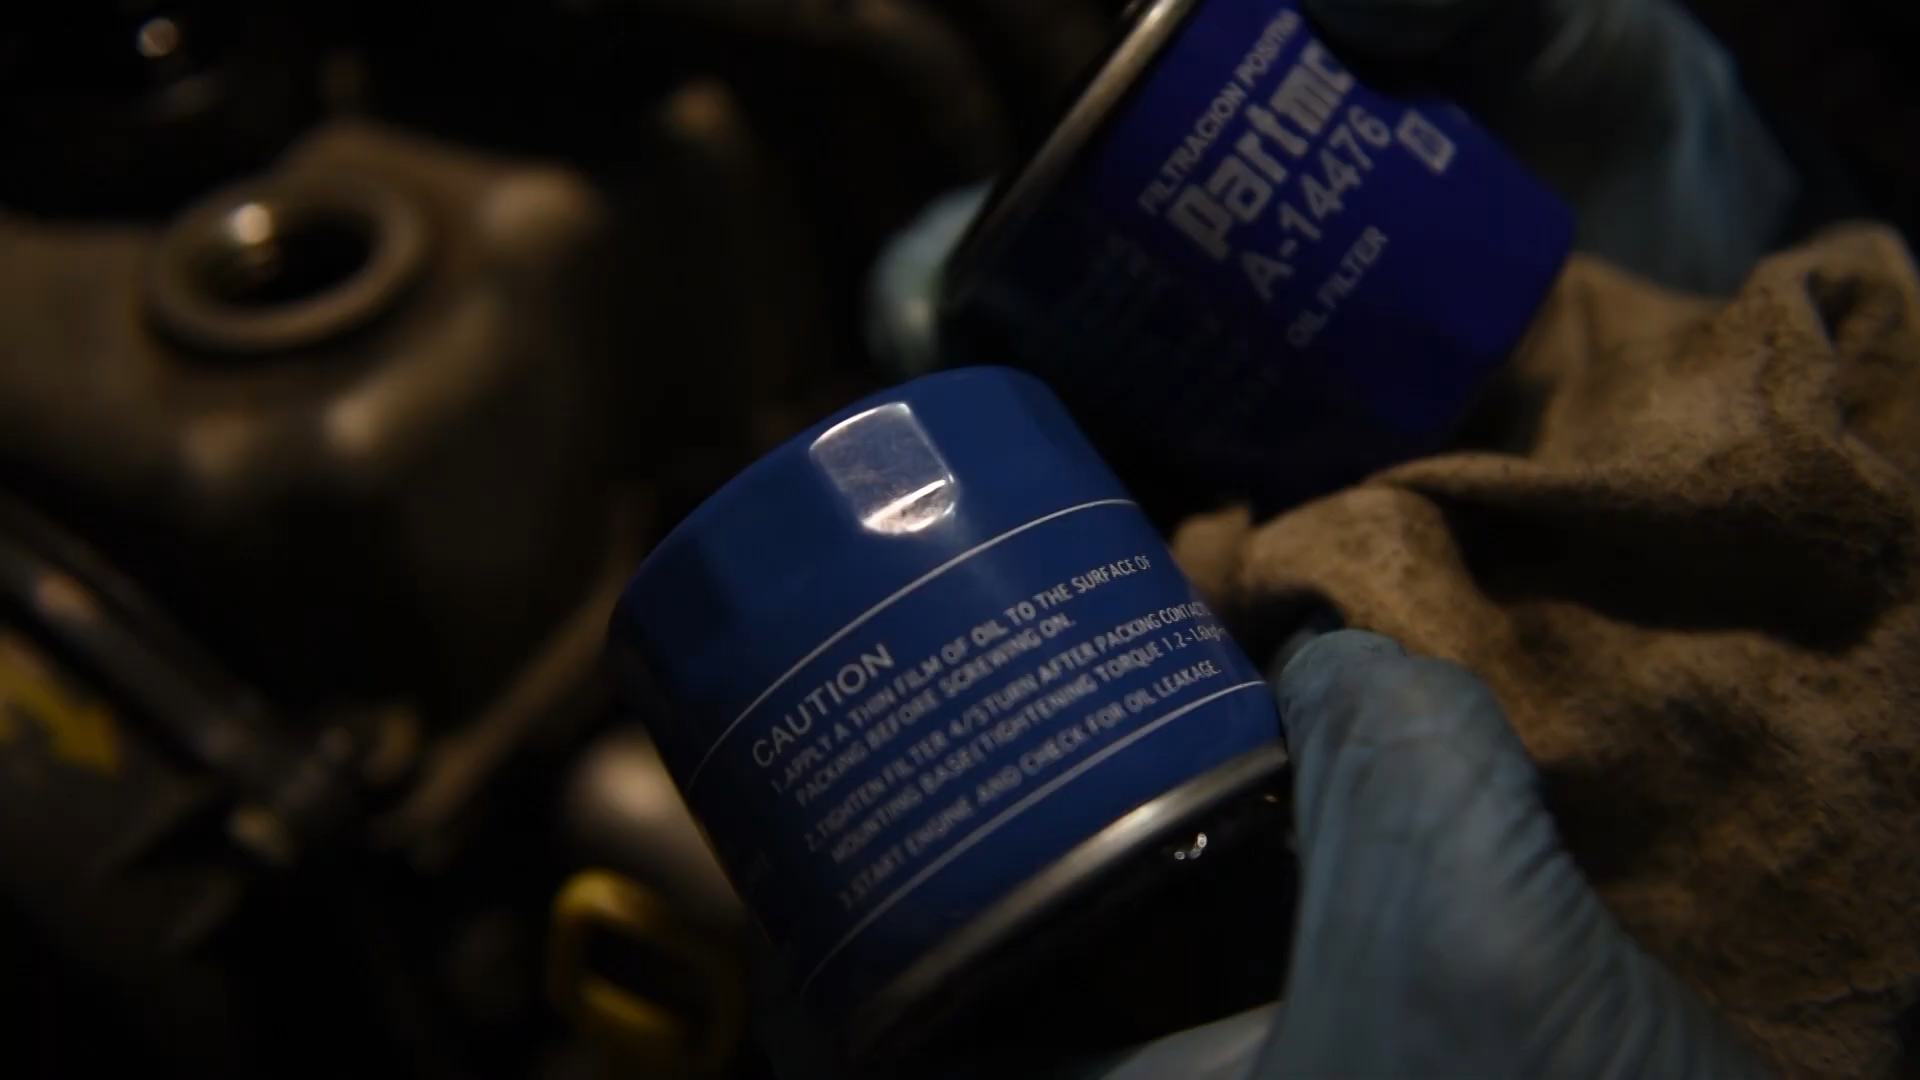 FILTRACION POSITIVA
partmo
A-14476
OIL FILTER
CAUTION
1.APPLY A THIN FILM OF OIL TO THE SURFACE OF
PACKING BEFORE SCREWING ON.
2.TIGHTEN FILTER 4/5TURN AFTER PACKING CONTACTS
MOUNTING BASE(TIGHTENING TORQUE 1.2-1.6kgf-
3.START ENGINE AND CHECK FOR OIL LEAKAGE.